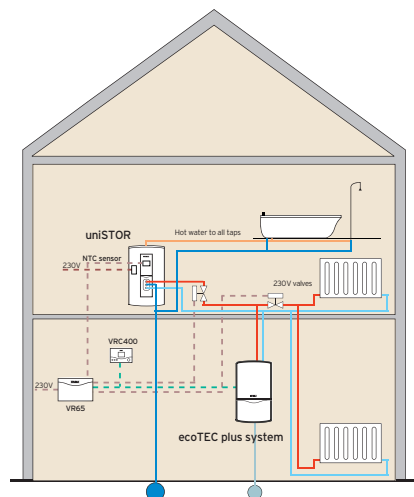 Hot water to all taps
uniSTOR
NTC sensor
230V
230V valves
VRC400
230V
VR65
ecoTEC plus system